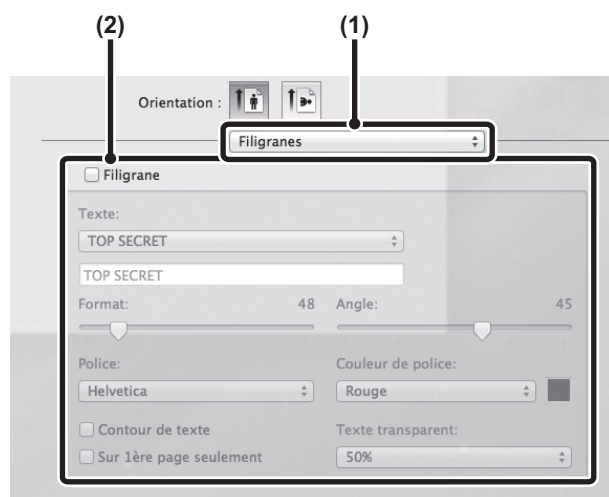 (2) (1)
Orientation :
Filigranes
Filigrane
Texte:
TOP SECRET
TOP SECRET
Format: 48 Angle: 45
Police: Couleur de police:
Helvetica Rouge
Contour de texte Texte transparent:
Sur 1ère page seulement 50%